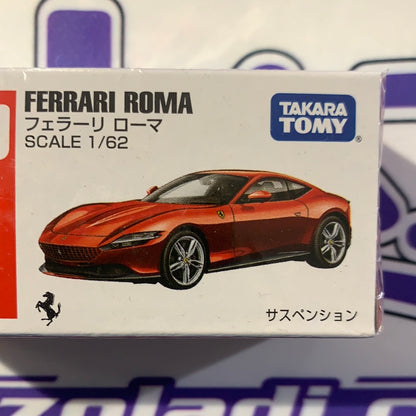 FERRARI ROMA
フェラーリ ローマ
SCALE 1/62
TAKARA
TOMY®
サスペンション